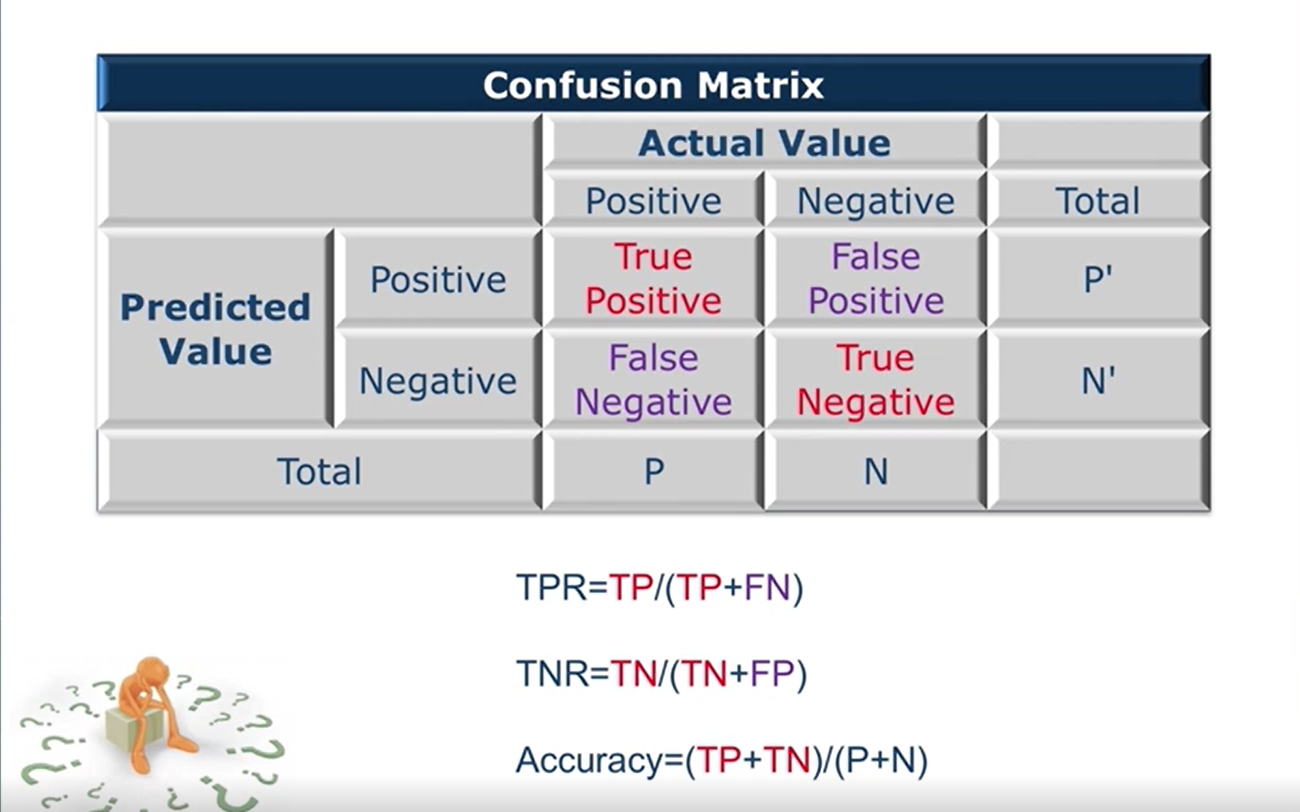 Confusion Matrix
Actual Value
Positive Negative Total
True
Positive
False
Positive
Positive P'
Predicted
Value
False
Negative
True
Negative
Negative N'
Total P N
TPR=TP/(TP+FN)
TNR=TN/(TN+FP)
Accuracy=(TP+TN)/(P+N)